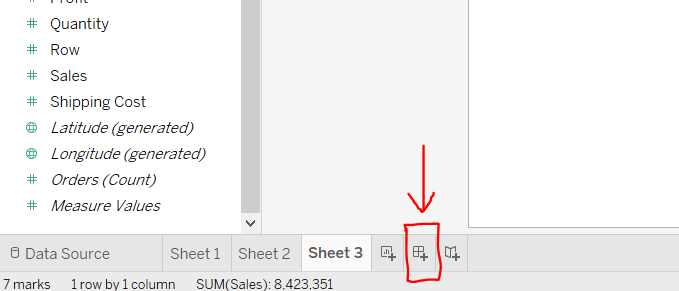 Quantity
Row
Sales
Shipping Cost
Latitude (generated)
Longitude (generated)
Orders (Count)
Measure Values
Data Source Sheet 1 Sheet 2 Sheet 3
7 marks 1 row by 1 column SUM(Sales): 8,423,351